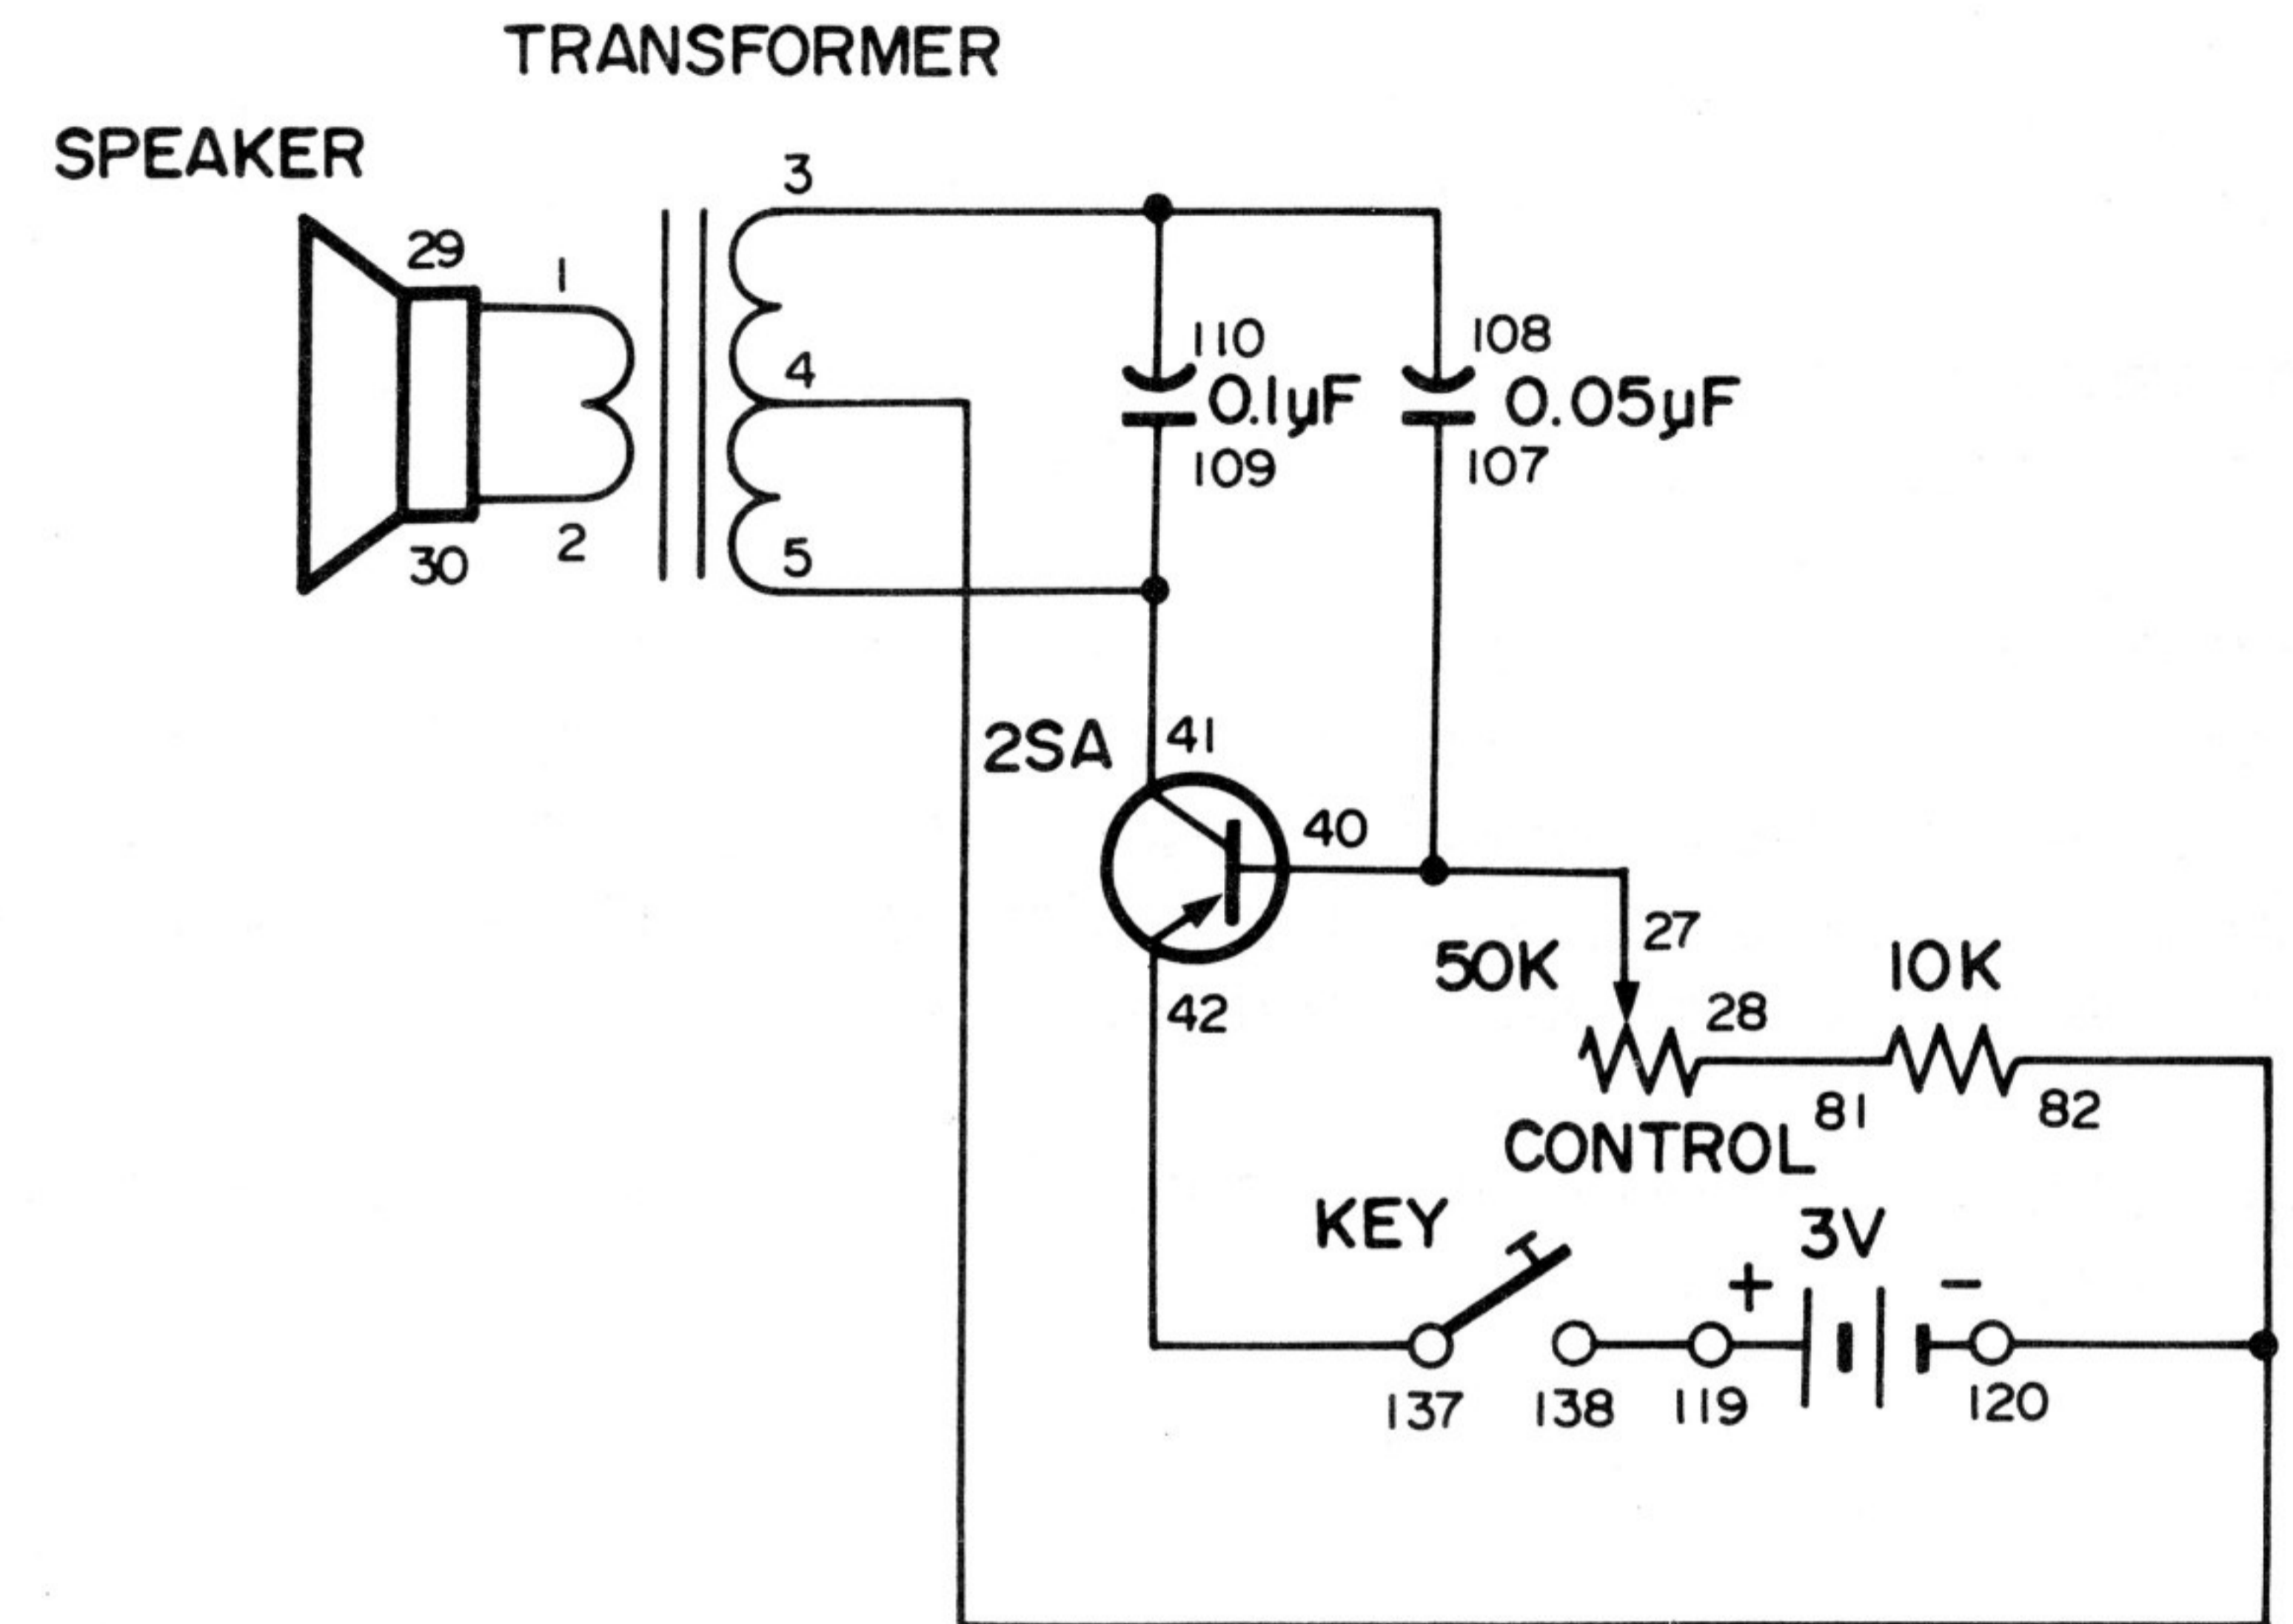 TRANSFORMER
SPEAKER
3
29
1
110
108
4
0.1µF
0.05µF
109
107
5
30
2
2SA
41
40
27
50K
10K
28
42
81
82
CONTROL
KEY
3V
+
−
137
138
119
120